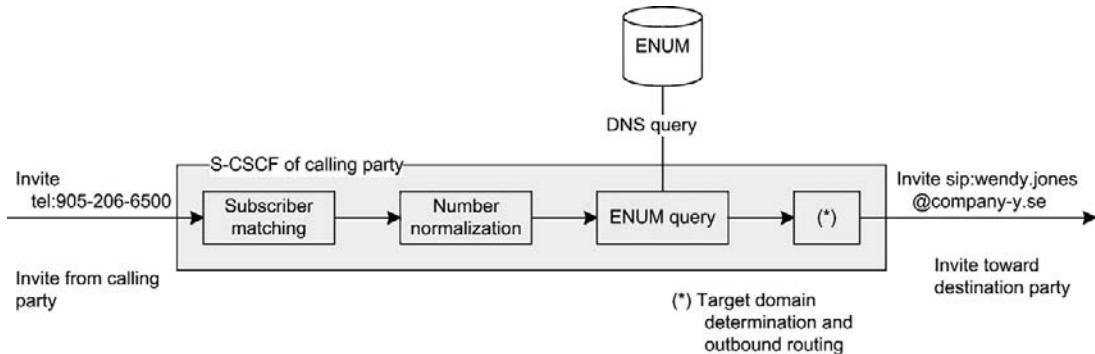 ENUM
DNS query
S-CSCF of calling party
Invite
tel:905-206-6500
Subscriber
matching
Number
normalization
ENUM query
(*)
Invite sip:wendy.jones
@company-y.se
Invite from calling
party
Invite toward
destination party
(*) Target domain
determination and
outbound routing